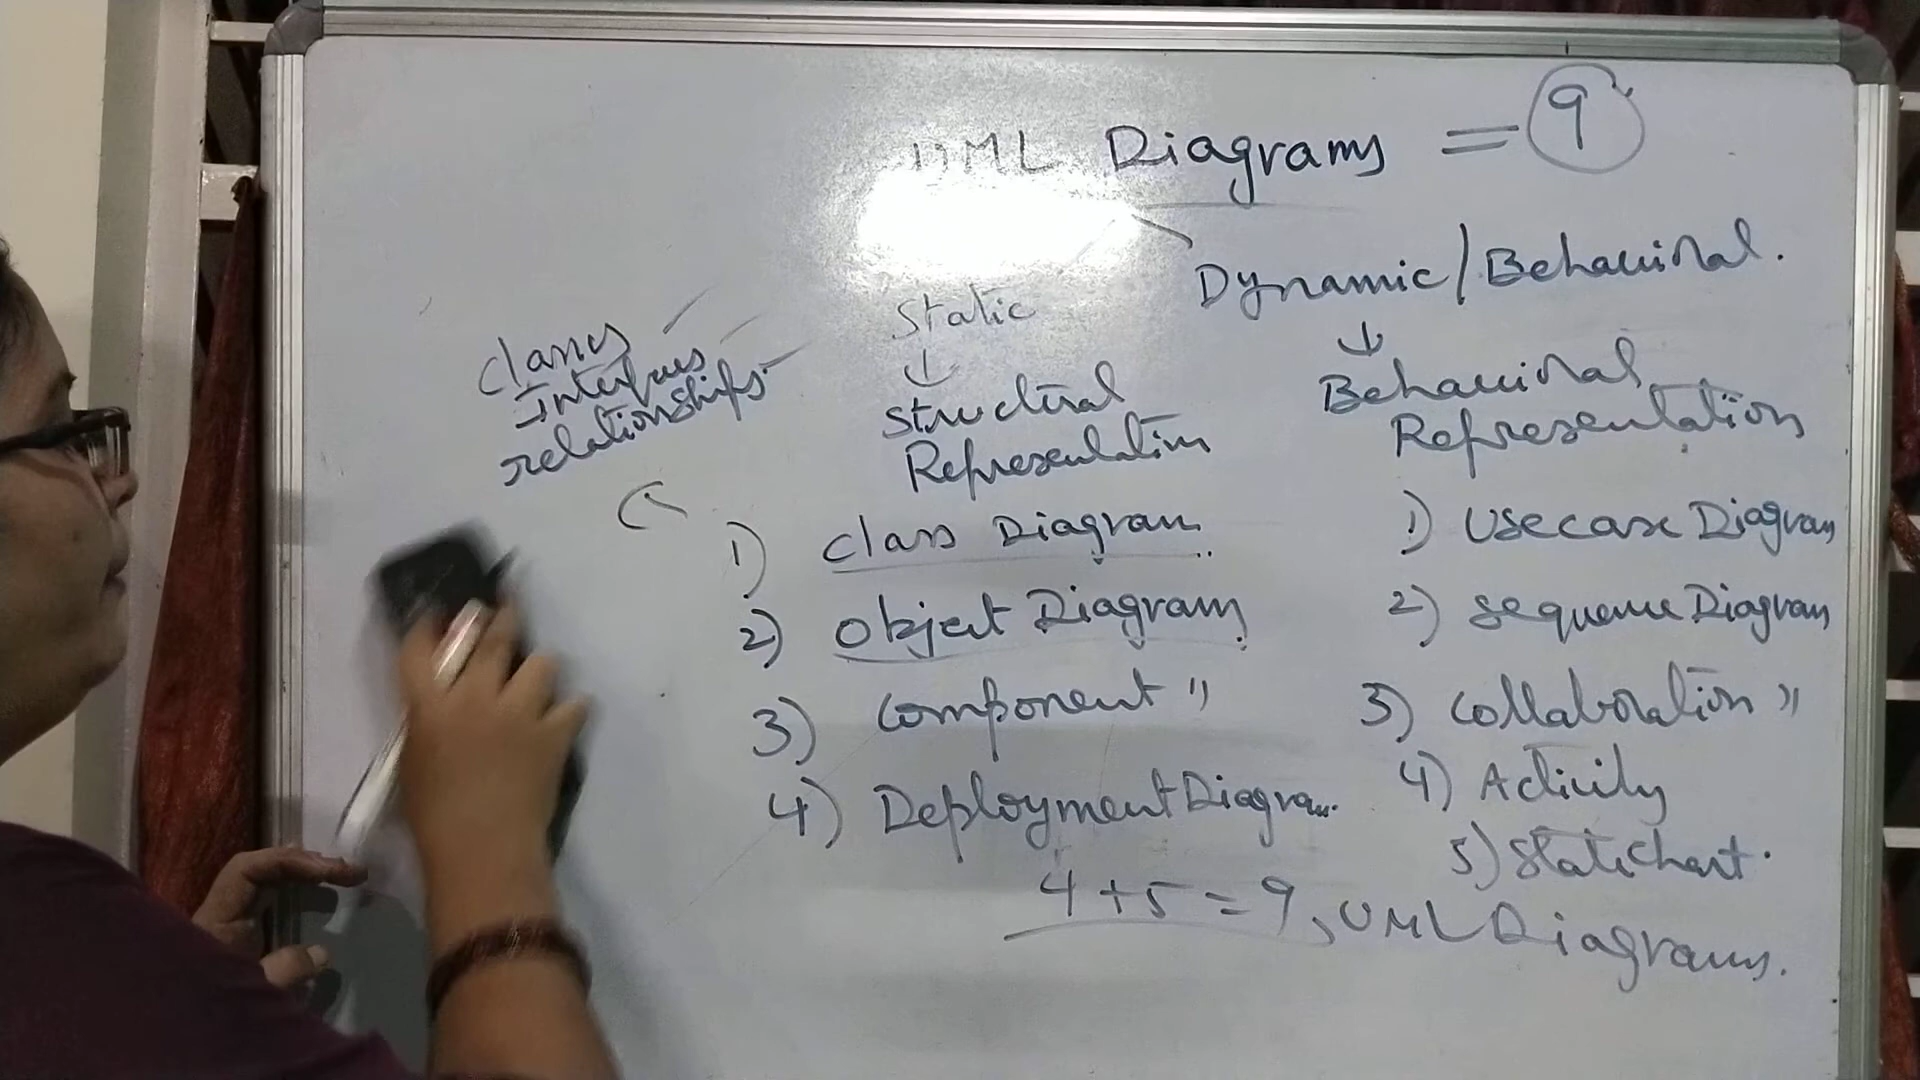 UML Diagrams = 9
Dynamic / Behavioral.
Static
classes
interfaces
relationships.
↓
Structural
Representation
↓
Behavioral
Representation
1) class Diagram
2) Object Diagram
3) Component "
4) Deployment Diagram
1) Usecase Diagram
2) Sequence Diagram
3) Collaboration "
4) Activity
5) Statechart.
4+5=9, UML Diagrams.